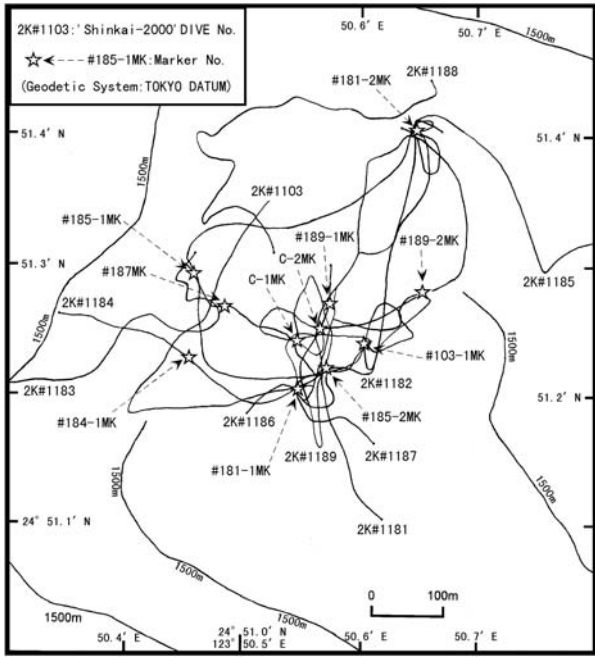 2K#1103:'Shinkai-2000'DIVE No.
#185-1MK:Marker No.
(Geodetic System:TOKYO DATUM)
1500m
50.6′ E
50.7′ E
1500m
#181-2MK
2K#1188
51.4′ N
51.4′ N
1500m
2K#1103
#185-1MK
#189-1MK
#189-2MK
C-2MK
51.3′ N
#187MK
C-1MK
2K#1185
2K#1184
1500m
1500m
#103-1MK
2K#1183
2K#1182
51.2′ N
#184-1MK
2K#1186
#185-2MK
#181-1MK
2K#1189
2K#1187
1500m
1500m
24° 51.1′ N
2K#1181
1500m
0
100m
1500m
1500m
24° 51.0′ N
50.4′ E
123° 50.5′ E
50.6′ E
50.7′ E